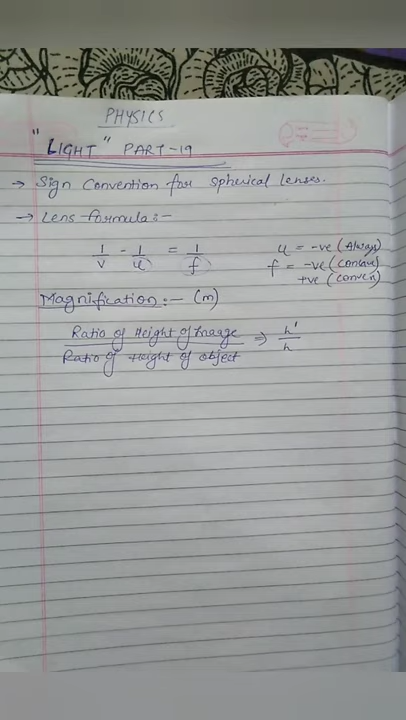 PHYSICS
"LIGHT" PART-19
→ Sign Convention for Spherical Lenses.
→ Lens formula:-
1/v - 1/u = 1/f
u = -ve (Always)
f = -ve (Concave)
+ve (Convex)
Magnification:- (m)
Ratio of Height of Image / Ratio of Height of object ⇒ h'/h